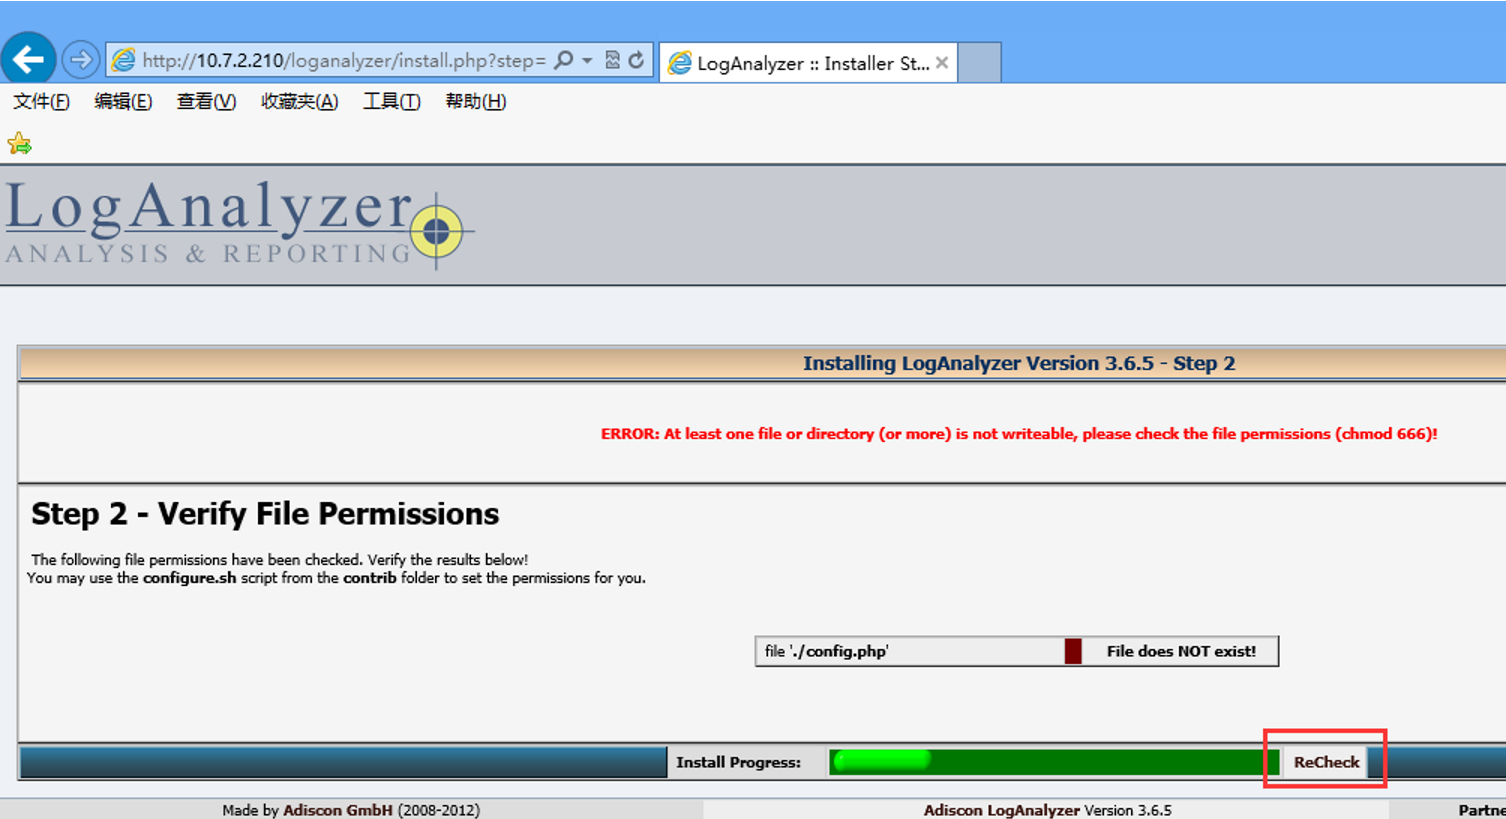 http://10.7.2.210/loganalyzer/install.php?step=
LogAnalyzer :: Installer St...
文件(F) 编辑(E) 查看(V) 收藏夹(A) 工具(T) 帮助(H)
LogAnalyzer
ANALYSIS & REPORTING
Installing LogAnalyzer Version 3.6.5 - Step 2
ERROR: At least one file or directory (or more) is not writeable, please check the file permissions (chmod 666)!
Step 2 - Verify File Permissions
The following file permissions have been checked. Verify the results below!
You may use the configure.sh script from the contrib folder to set the permissions for you.
file './config.php' File does NOT exist!
Install Progress: ReCheck
Made by Adiscon GmbH (2008-2012) Adiscon LogAnalyzer Version 3.6.5 Partne